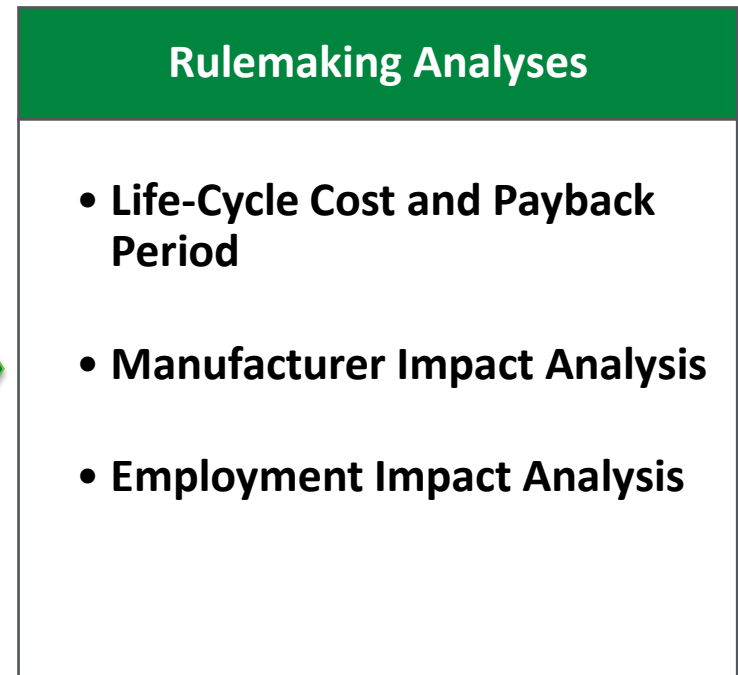 Rulemaking Analyses
• Life-Cycle Cost and Payback
Period
• Manufacturer Impact Analysis
• Employment Impact Analysis